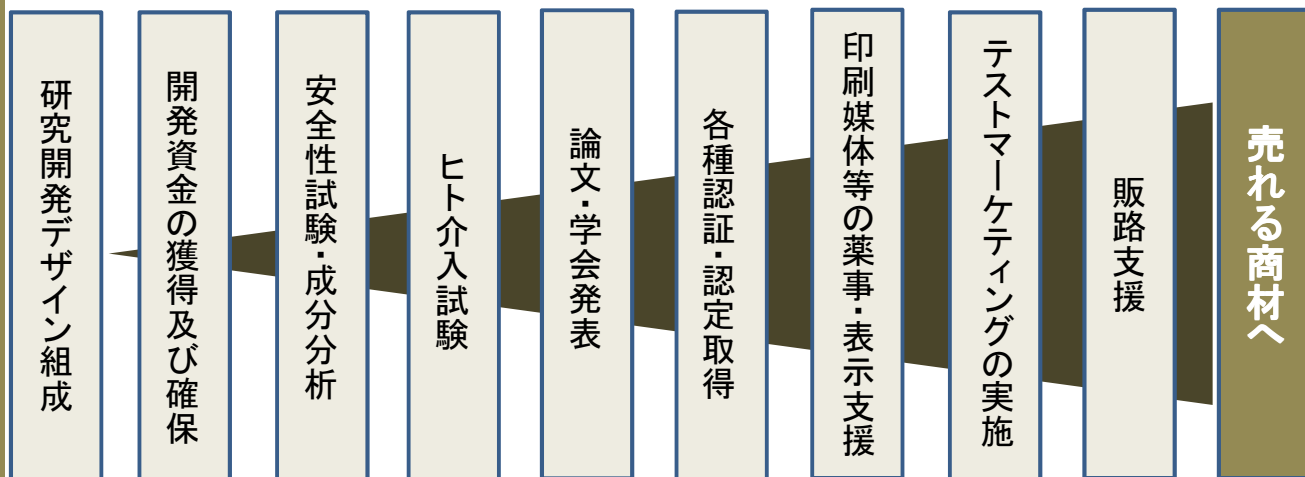 研究開発デザイン組成
開発資金の獲得及び確保
安全性試験・成分分析
ヒト介入試験
論文・学会発表
各種認証・認定取得
印刷媒体等の薬事・表示支援
テストマーケティングの実施
販路支援
売れる商材へ